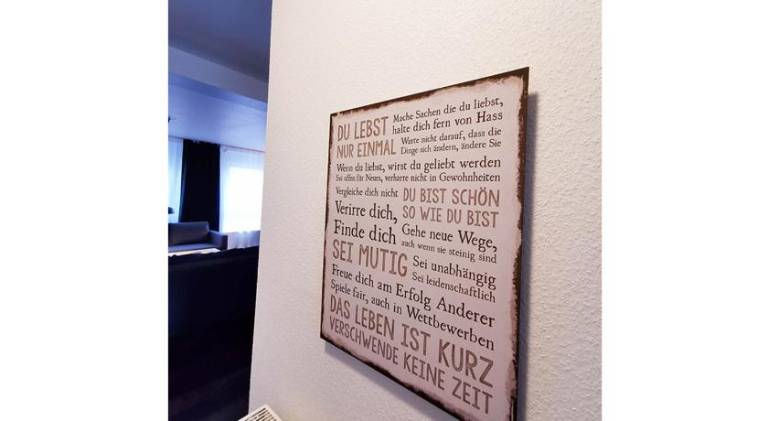 DU LEBST Mache Sachen die du liebst,
NUR EINMAL halte dich fern von Hass
Warte nicht darauf, dass die
Dinge sich ändern, ändere Sie
Wenn du liebst, wirst du geliebt werden
Sei offen für Neues, verharre nicht in Gewohnheiten
Vergleiche dich nicht DU BIST SCHÖN
SO WIE DU BIST
Verirre dich, Gehe neue Wege,
Finde dich auch wenn sie steinig sind
SEI MUTIG Sei unabhängig
Sei leidenschaftlich
Freue dich am Erfolg Anderer
Spiele fair, auch in Wettbewerben
DAS LEBEN IST KURZ
VERSCHWENDE KEINE ZEIT